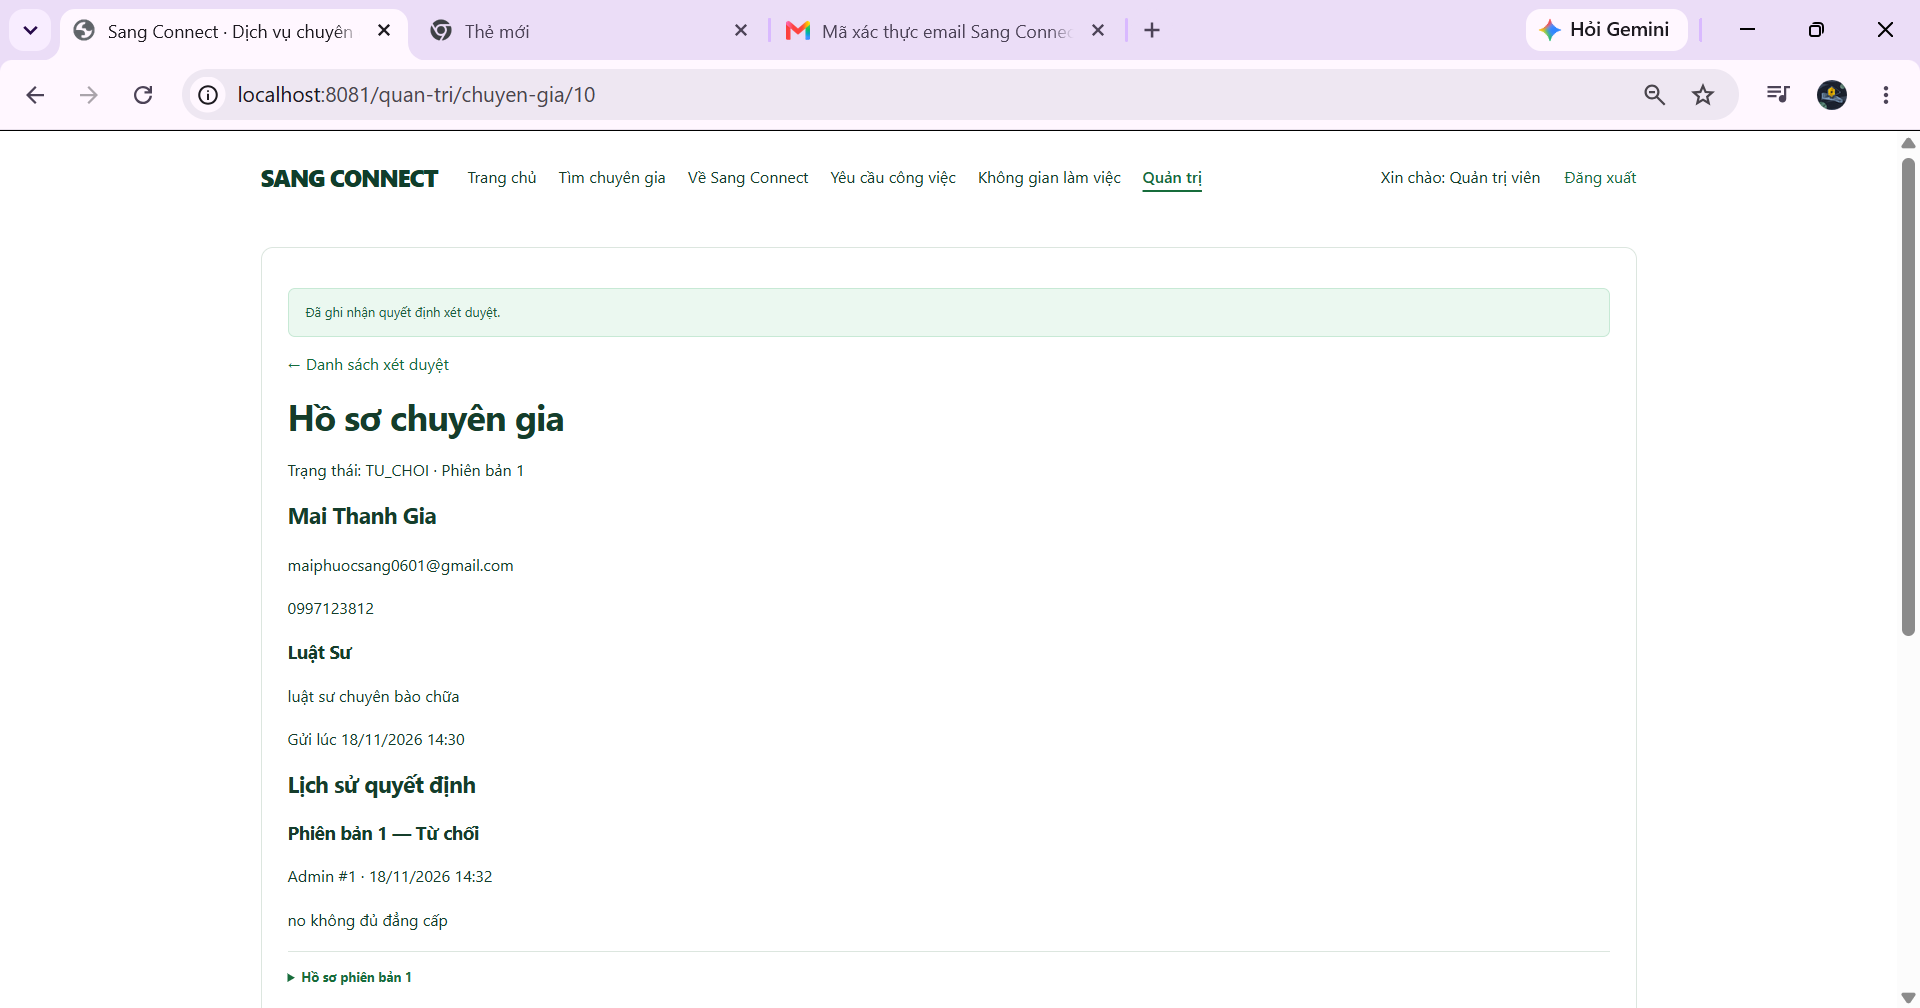 Sang Connect · Dịch vụ chuyên
Thẻ mới
Mã xác thực email Sang Connec
Hỏi Gemini
localhost:8081/quan-tri/chuyen-gia/10
SANG CONNECT
Trang chủ
Tìm chuyên gia
Về Sang Connect
Yêu cầu công việc
Không gian làm việc
Quản trị
Xin chào: Quản trị viên
Đăng xuất
Đã ghi nhận quyết định xét duyệt.
← Danh sách xét duyệt
Hồ sơ chuyên gia
Trạng thái: TU_CHOI · Phiên bản 1
Mai Thanh Gia
maiphuocsang0601@gmail.com
0997123812
Luật Sư
luật sư chuyên bào chữa
Gửi lúc 18/11/2026 14:30
Lịch sử quyết định
Phiên bản 1 — Từ chối
Admin #1 · 18/11/2026 14:32
no không đủ đẳng cấp
▶ Hồ sơ phiên bản 1